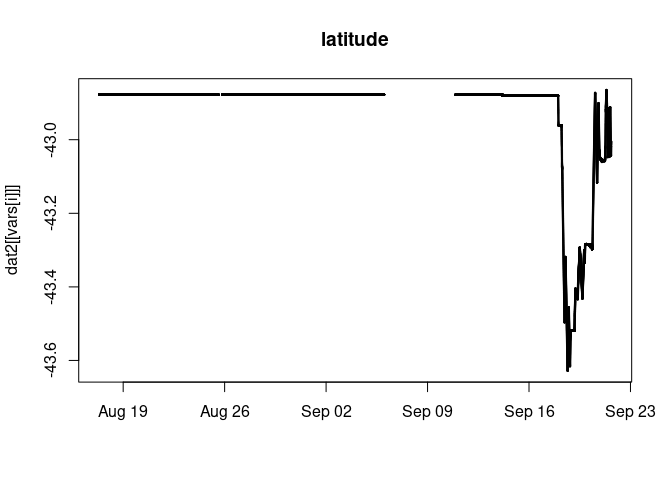 latitude
dat2[[vars[i]]]
-43.0
-43.2
-43.4
-43.6
Aug 19 Aug 26 Sep 02 Sep 09 Sep 16 Sep 23